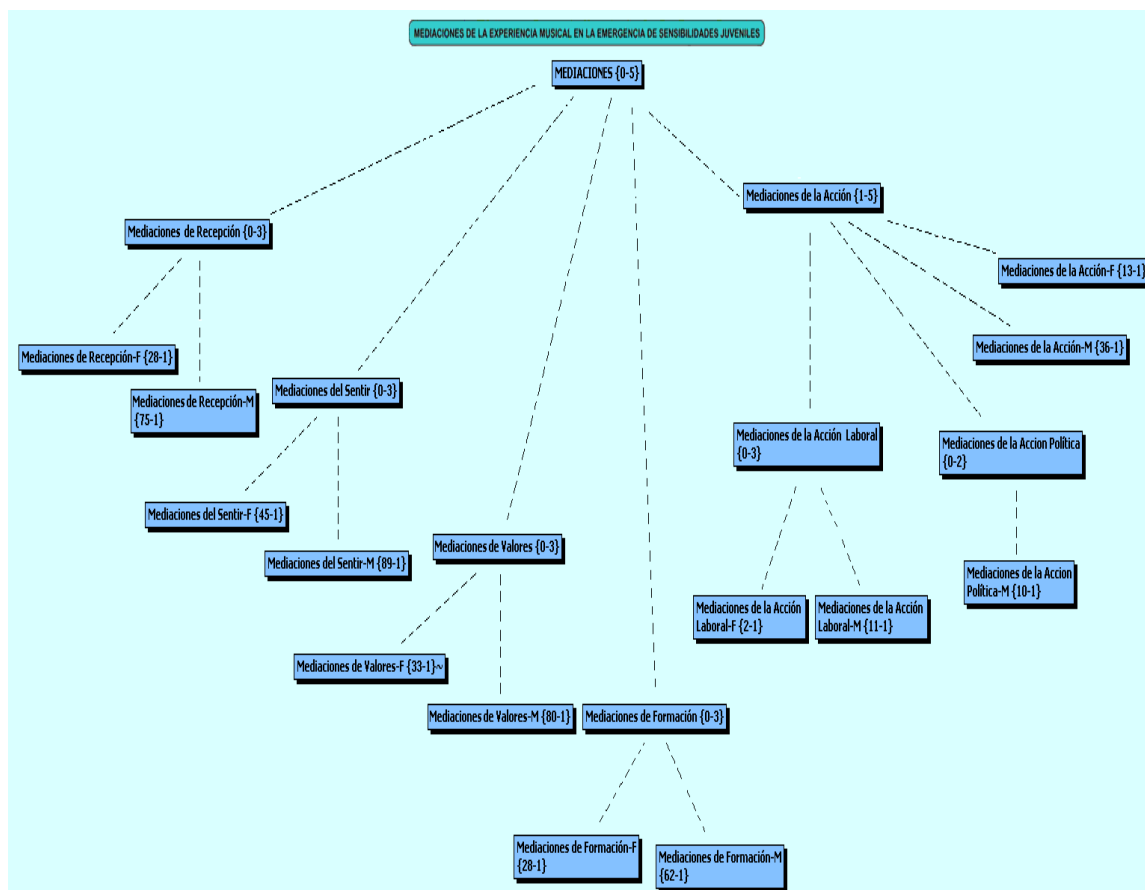 MEDIACIONES DE LA EXPERIENCIA MUSICAL EN LA EMERGENCIA DE SENSIBILIDADES JUVENILES
MEDIACIONES {0-5}
Mediaciones de la Acción {1-5}
Mediaciones de Recepción {0-3}
Mediaciones de la Acción-F {13-1}
Mediaciones de Recepción-F {28-1}
Mediaciones de la Acción-M {36-1}
Mediaciones de Recepción-M
{75-1}
Mediaciones del Sentir {0-3}
Mediaciones de la Acción Laboral
{0-3}
Mediaciones de la Accion Política
{0-2}
Mediaciones del Sentir-F {45-1}
Mediaciones del Sentir-M {89-1}
Mediaciones de Valores {0-3}
Mediaciones de la Accion
Política-M {10-1}
Mediaciones de la Acción
Laboral-F {2-1}
Mediaciones de la Acción
Laboral-M {11-1}
Mediaciones de Valores-F {33-1}~
Mediaciones de Valores-M {80-1}
Mediaciones de Formación {0-3}
Mediaciones de Formación-F
{28-1}
Mediaciones de Formación-M
{62-1}